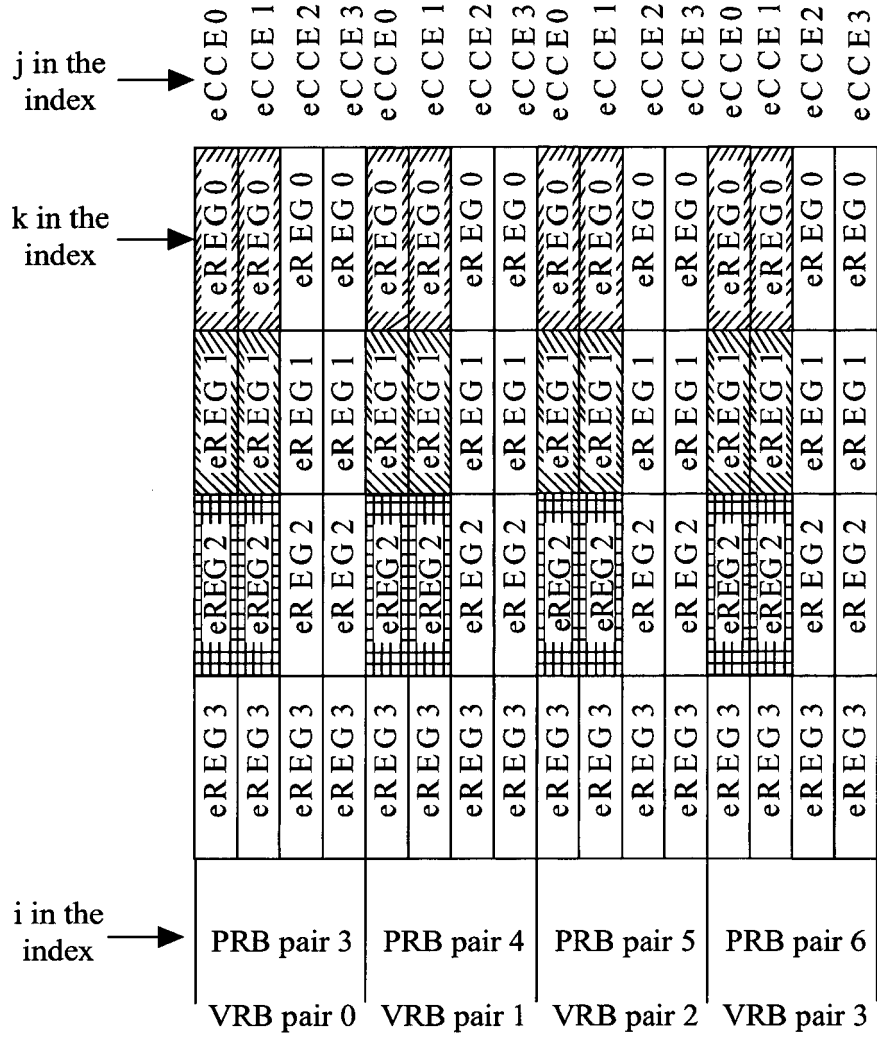 j in the
index
eCCE0 eCCE1 eCCE2 eCCE3 eCCE0 eCCE1 eCCE2 eCCE3 eCCE0 eCCE1 eCCE2 eCCE3 eCCE0 eCCE1 eCCE2 eCCE3
k in the
index
eREG0 eREG0 eREG0 eREG0 eREG0 eREG0 eREG0 eREG0 eREG0 eREG0 eREG0 eREG0 eREG0 eREG0 eREG0 eREG0
eREG1 eREG1 eREG1 eREG1 eREG1 eREG1 eREG1 eREG1 eREG1 eREG1 eREG1 eREG1 eREG1 eREG1 eREG1 eREG1
eREG2 eREG2 eREG2 eREG2 eREG2 eREG2 eREG2 eREG2 eREG2 eREG2 eREG2 eREG2 eREG2 eREG2 eREG2 eREG2
eREG3 eREG3 eREG3 eREG3 eREG3 eREG3 eREG3 eREG3 eREG3 eREG3 eREG3 eREG3 eREG3 eREG3 eREG3 eREG3
i in the
index
PRB pair 3 PRB pair 4 PRB pair 5 PRB pair 6
VRB pair 0 VRB pair 1 VRB pair 2 VRB pair 3